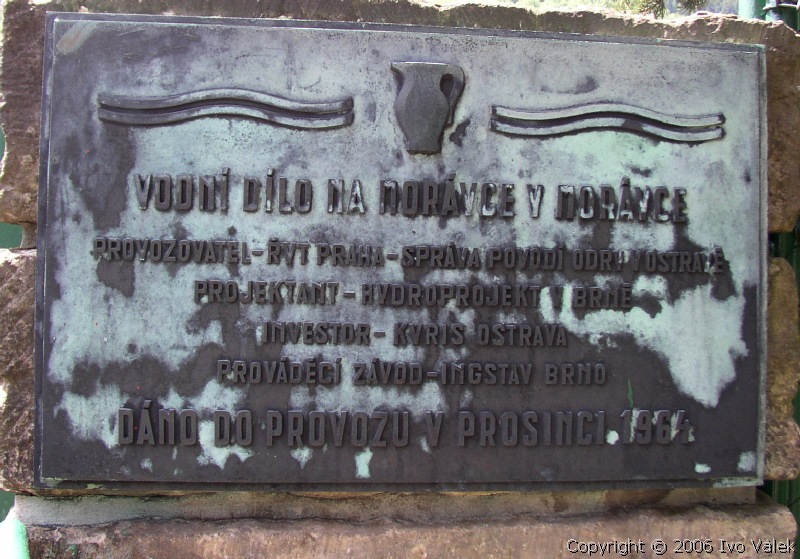 VODNÍ DÍLO NA MORÁVCE V MORÁVCE
PROVOZOVATEL-ŘVT PRAHA-SPRÁVA POVODÍ ODRY V OSTRAVĚ
PROJEKTANT-HYDROPROJEKT V BRNĚ
INVESTOR-KVRIS OSTRAVA
PROVÁDĚCÍ ZÁVOD-INGSTAV BRNO
DÁNO DO PROVOZU V PROSINCI 1964
Copyright © 2006 Ivo Válek